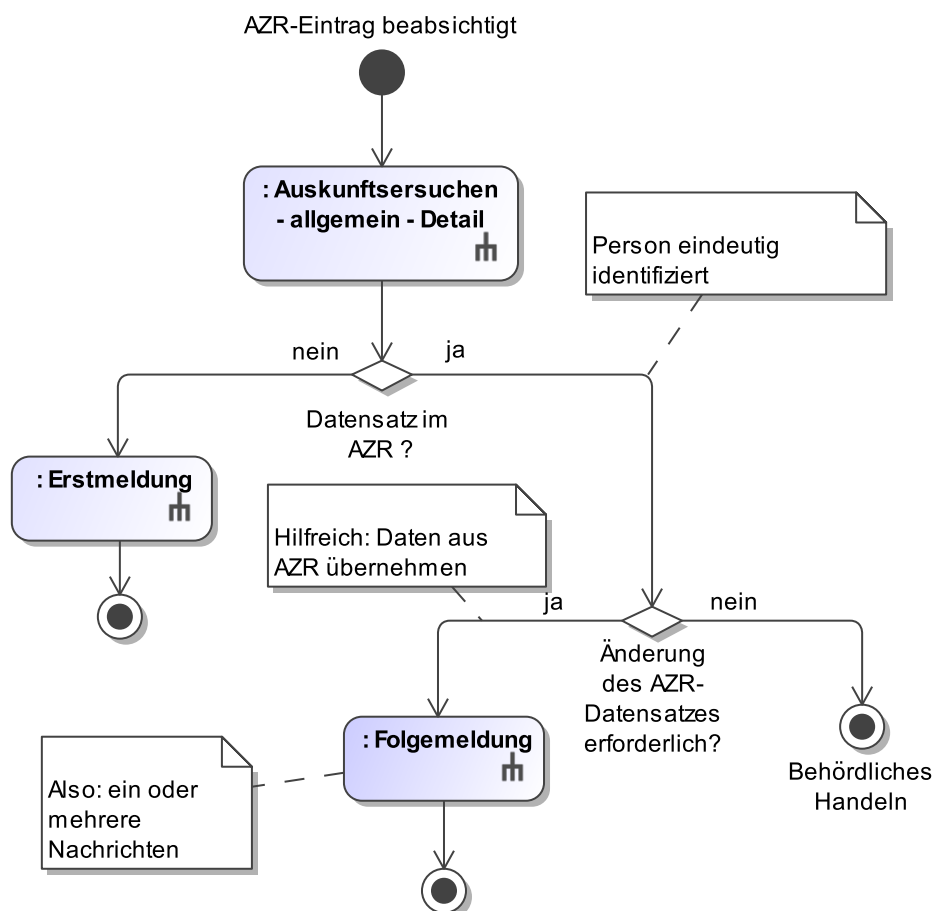 AZR-Eintrag beabsichtigt
: Auskunftsersuchen
- allgemein - Detail
Person eindeutig
identifiziert
nein
ja
Datensatz im
AZR ?
: Erstmeldung
Hilfreich: Daten aus
AZR übernehmen
ja
nein
Änderung
des AZR-
Datensatzes
erforderlich?
: Folgemeldung
Behördliches
Handeln
Also: ein oder
mehrere
Nachrichten